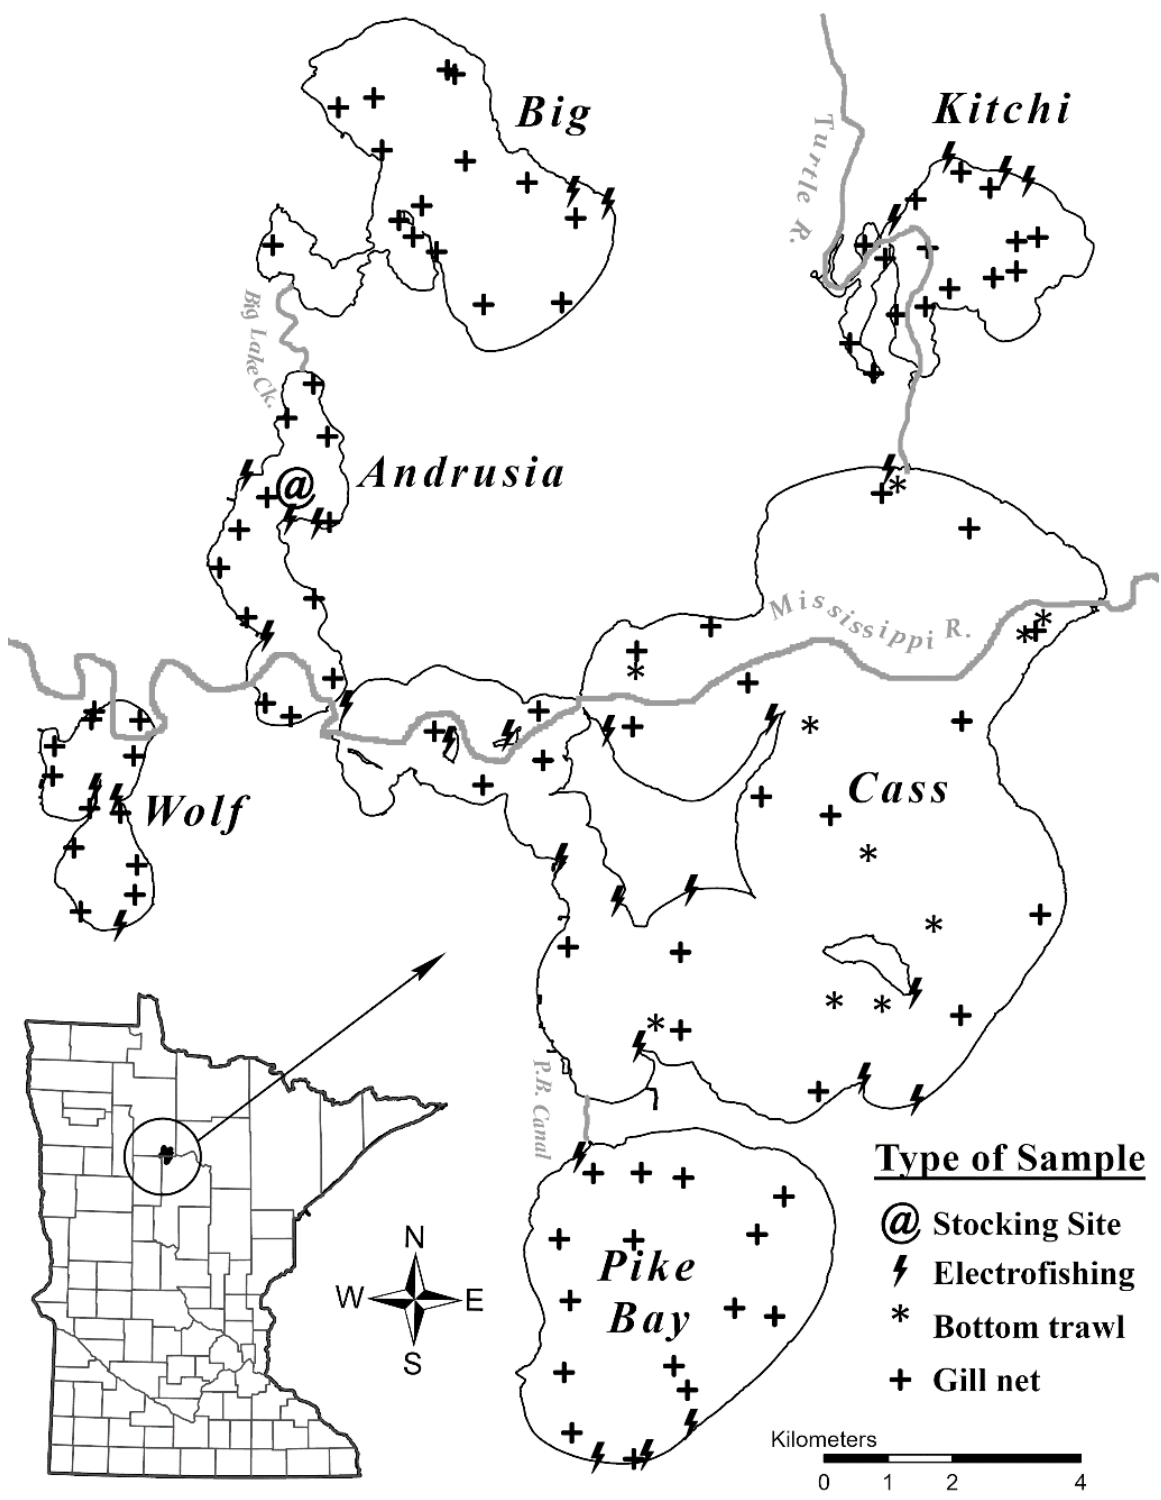 Big
Kitchi
Turtle R.
Big Lake Ck.
Andrusia
@
Mississippi R.
Cass
Wolf
P.B. Canal
Pike
Bay
N
W
E
S
Type of Sample
@ Stocking Site
Electrofishing
* Bottom trawl
+ Gill net
Kilometers
0 1 2 4